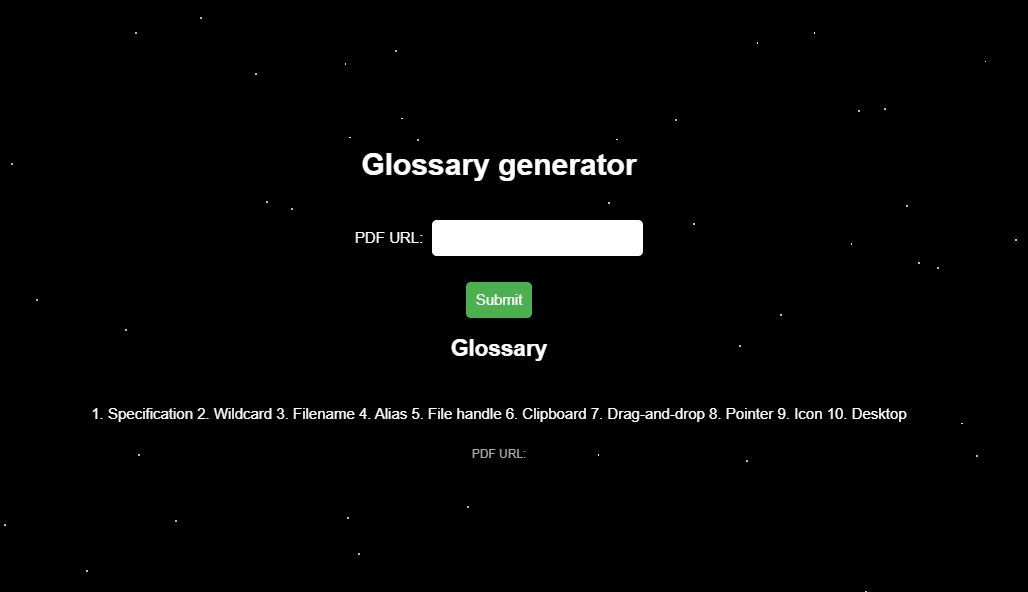 Glossary generator
PDF URL:
Submit
Glossary
1. Specification 2. Wildcard 3. Filename 4. Alias 5. File handle 6. Clipboard 7. Drag-and-drop 8. Pointer 9. Icon 10. Desktop
PDF URL: